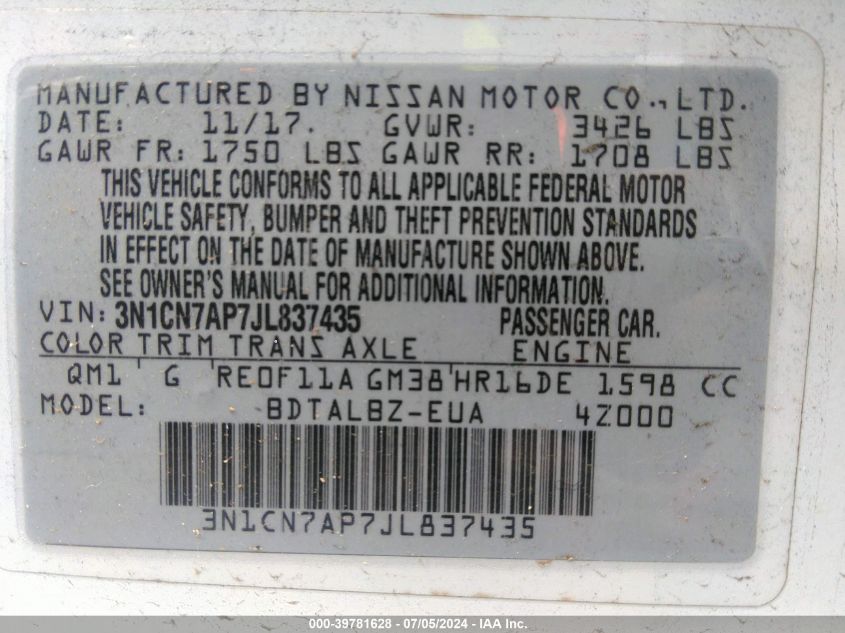 MANUFACTURED BY NISSAN MOTOR CO., LTD.
DATE: 11/17. GVWR: 3426 LBS
GAWR FR: 1750 LBS GAWR RR: 1708 LBS
THIS VEHICLE CONFORMS TO ALL APPLICABLE FEDERAL MOTOR
VEHICLE SAFETY, BUMPER AND THEFT PREVENTION STANDARDS
IN EFFECT ON THE DATE OF MANUFACTURE SHOWN ABOVE.
SEE OWNER'S MANUAL FOR ADDITIONAL INFORMATION.
VIN: 3N1CN7AP7JL837435 PASSENGER CAR.
COLOR TRIM TRANS AXLE ENGINE
QM1 G RE0F11A GM38 HR16DE 1598 CC
MODEL: BDTALBZ-EUA 4Z000
3N1CN7AP7JL837435
000-39781628 - 07/05/2024 - IAA Inc.